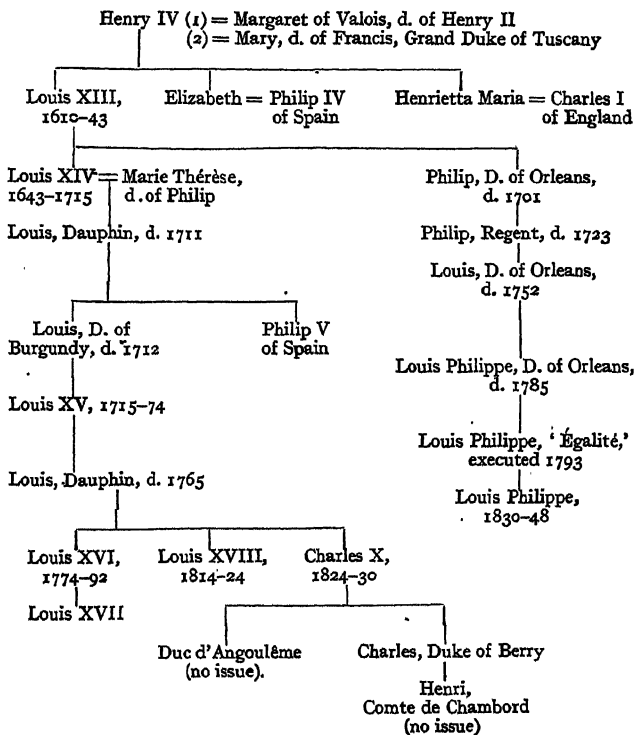 Henry IV (1) = Margaret of Valois, d. of Henry II
(2) = Mary, d. of Francis, Grand Duke of Tuscany
Louis XIII,
1610-43
Elizabeth = Philip IV
of Spain
Henrietta Maria = Charles I
of England
Louis XIV = Marie Thérèse,
1643-1715 d. of Philip
Philip, D. of Orleans,
d. 1701
Louis, Dauphin, d. 1711
Philip, Regent, d. 1723
Louis, D. of Orleans,
d. 1752
Louis, D. of
Burgundy, d. 1712
Philip V
of Spain
Louis Philippe, D. of Orleans,
d. 1785
Louis XV, 1715-74
Louis Philippe, ‘Égalité,’
executed 1793
Louis, Dauphin, d. 1765
Louis Philippe,
1830-48
Louis XVI,
1774-92
Louis XVIII,
1814-24
Charles X,
1824-30
Louis XVII
Duc d'Angoulême
(no issue).
Charles, Duke of Berry
Henri,
Comte de Chambord
(no issue)